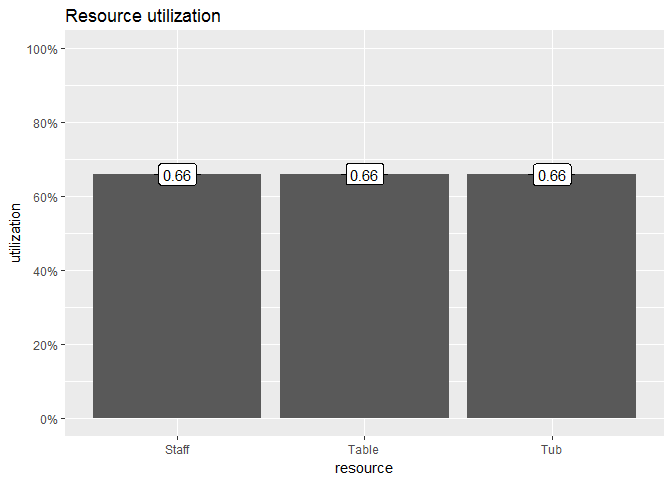 Resource utilization
100%
80%
60%
40%
20%
0%
utilization
0.66 0.66 0.66
Staff Table Tub
resource